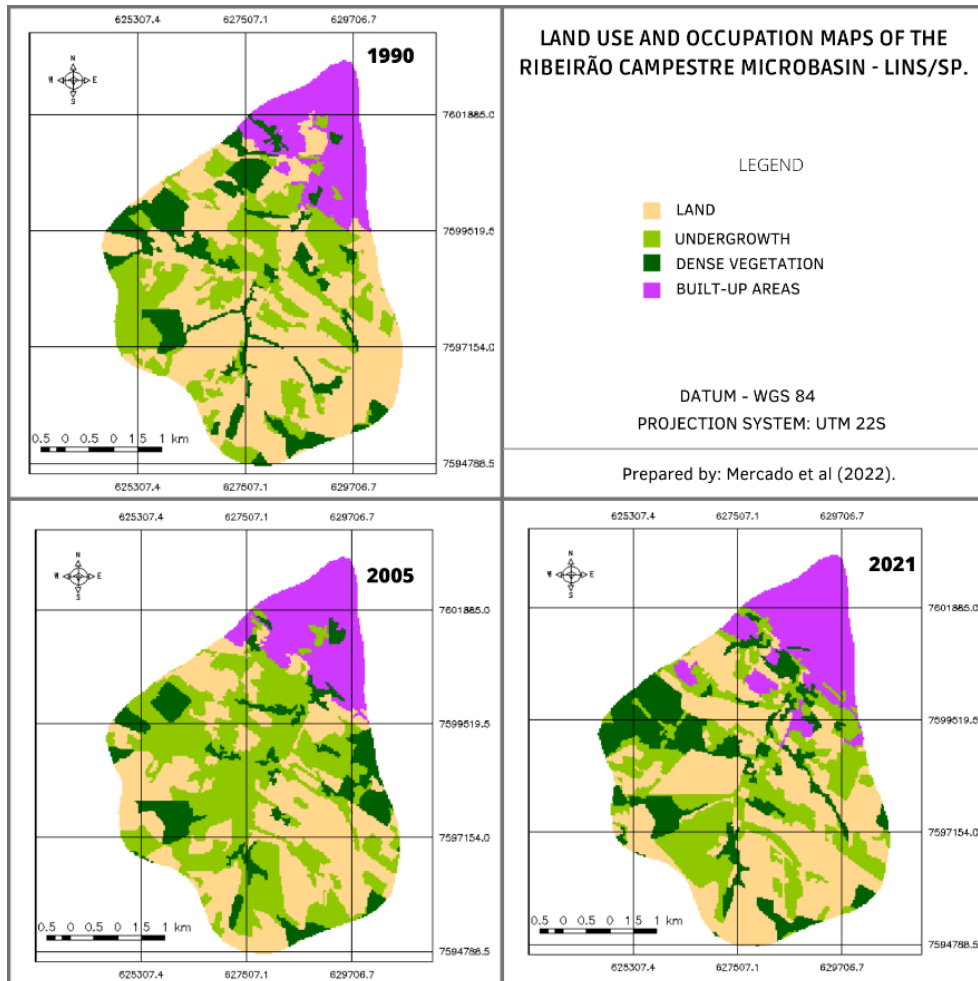 LAND USE AND OCCUPATION MAPS OF THE
RIBEIRÃO CAMPESTRE MICROBASIN - LINS/SP.
LEGEND
LAND
UNDERGROWTH
DENSE VEGETATION
BUILT-UP AREAS
DATUM - WGS 84
PROJECTION SYSTEM: UTM 22S
Prepared by: Mercado et al (2022).
625307.4 627507.1 629706.7
1990
N
W E
S
7601885.0
7699519.5
7597154.0
0.5 0 0.5 0 1.5 1 km
7594788.5
625307.4 627507.1 629706.7
625307.4 627507.1 629706.7
2005
N
W E
S
7601885.0
7599519.5
7597154.0
0.5 0 0.5 0 1.5 1 km
7594788.5
625307.4 627507.1 629706.7
625307.4 627507.1 629706.7
2021
N
W E
S
7601885.0
7599519.5
7597154.0
0.5 0 0.5 0 1.5 1 km
7594788.5
625307.4 627507.1 629706.7